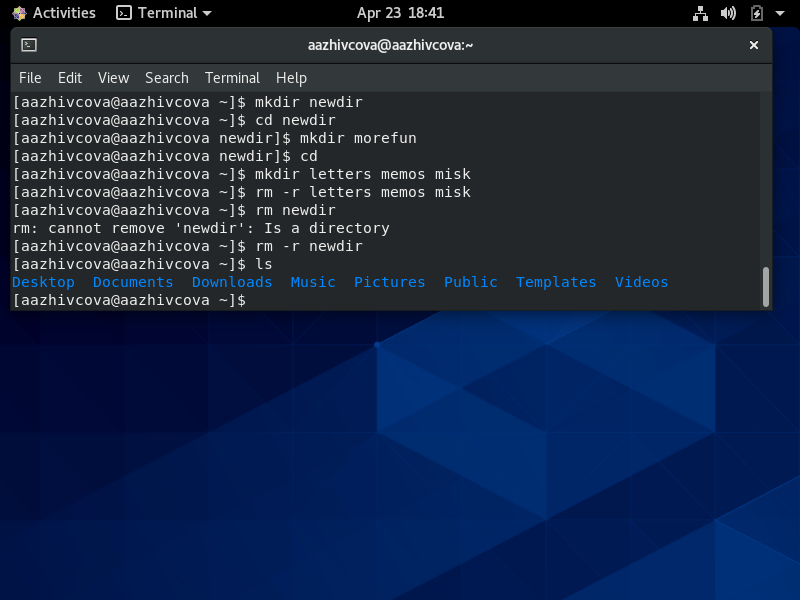 Activities Terminal Apr 23 18:41
aazhivcova@aazhivcova:~
File Edit View Search Terminal Help
[aazhivcova@aazhivcova ~]$ mkdir newdir
[aazhivcova@aazhivcova ~]$ cd newdir
[aazhivcova@aazhivcova newdir]$ mkdir morefun
[aazhivcova@aazhivcova newdir]$ cd
[aazhivcova@aazhivcova ~]$ mkdir letters memos misk
[aazhivcova@aazhivcova ~]$ rm -r letters memos misk
[aazhivcova@aazhivcova ~]$ rm newdir
rm: cannot remove 'newdir': Is a directory
[aazhivcova@aazhivcova ~]$ rm -r newdir
[aazhivcova@aazhivcova ~]$ ls
Desktop Documents Downloads Music Pictures Public Templates Videos
[aazhivcova@aazhivcova ~]$